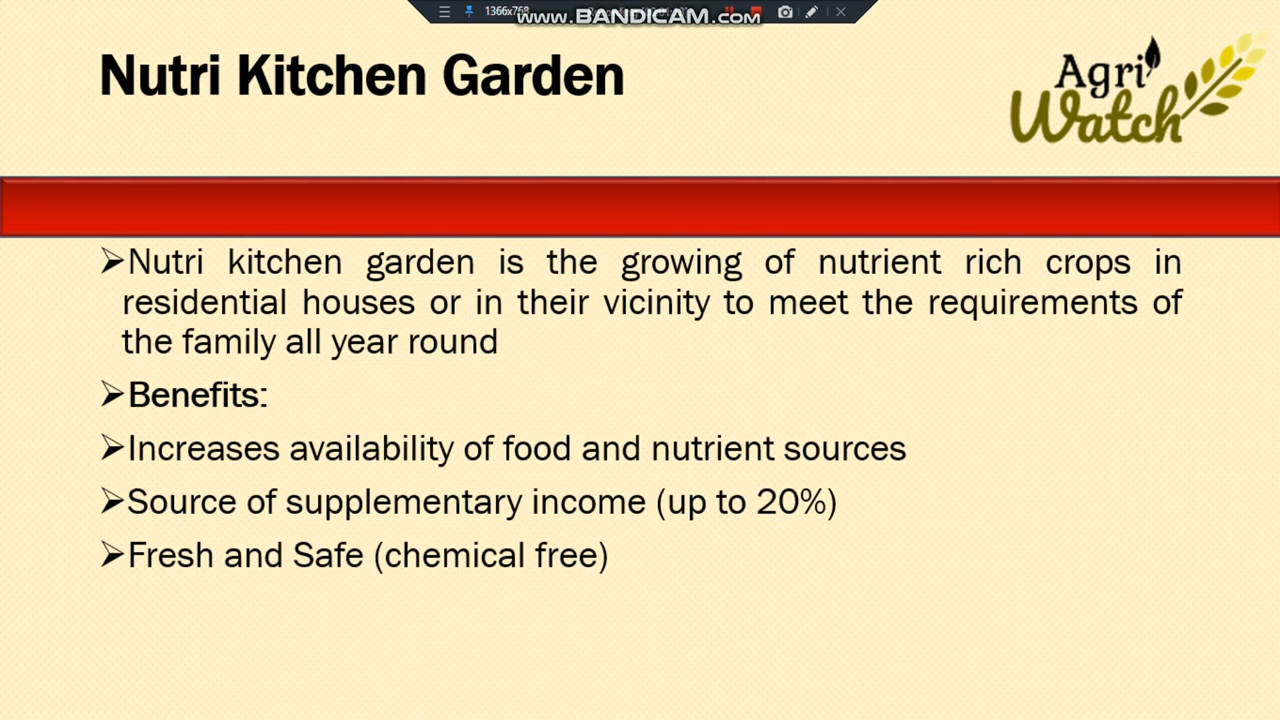 1366x768
www.BANDICAM.com
Nutri Kitchen Garden
Agri
Watch
➢Nutri kitchen garden is the growing of nutrient rich crops in
residential houses or in their vicinity to meet the requirements of
the family all year round
➢Benefits:
➢Increases availability of food and nutrient sources
➢Source of supplementary income (up to 20%)
➢Fresh and Safe (chemical free)